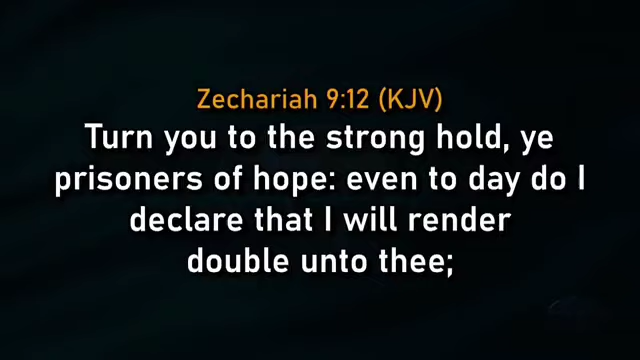 Zechariah 9:12 (KJV)
Turn you to the strong hold, ye
prisoners of hope: even to day do I
declare that I will render
double unto thee;